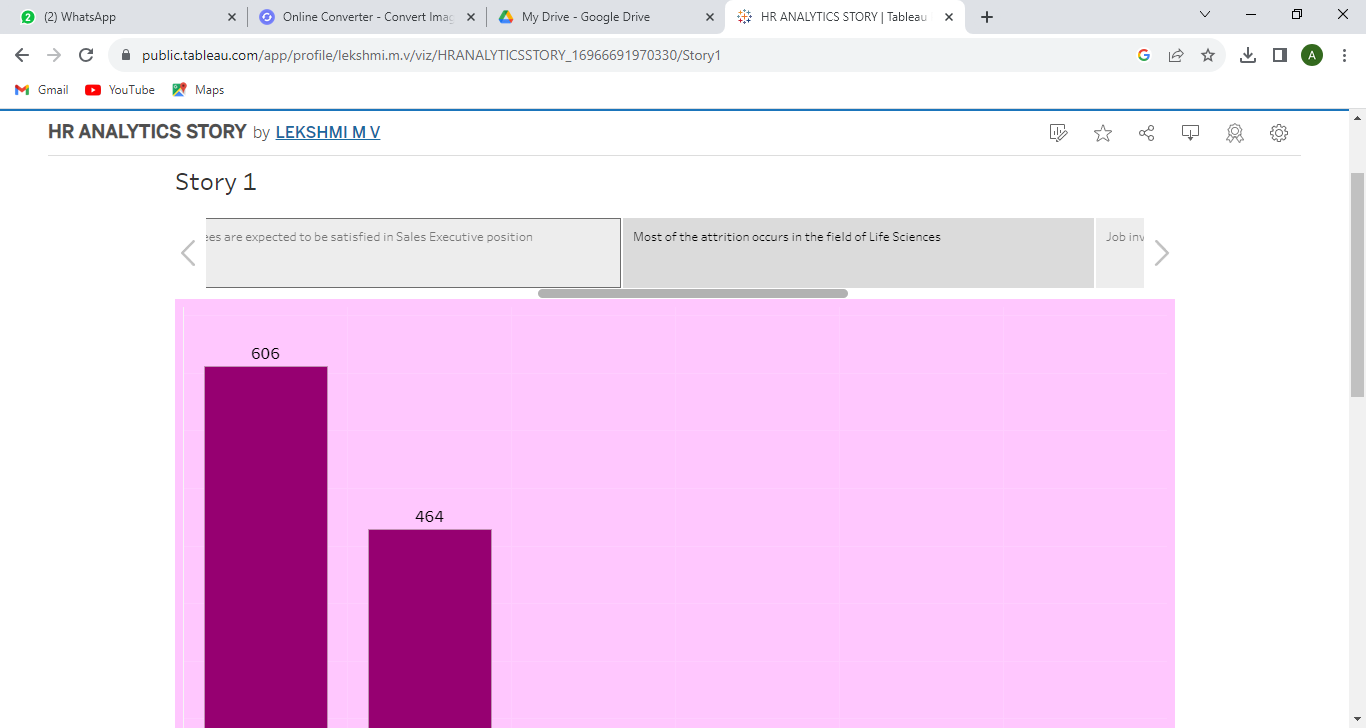 (2) WhatsApp
Online Converter - Convert Imag
My Drive - Google Drive
HR ANALYTICS STORY | Tableau
public.tableau.com/app/profile/lekshmi.m.v/viz/HRANALYTICSSTORY_16966691970330/Story1
A
Gmail
YouTube
Maps
HR ANALYTICS STORY by LEKSHMI M V
Story 1
ees are expected to be satisfied in Sales Executive position
Most of the attrition occurs in the field of Life Sciences
Job inv
606
464